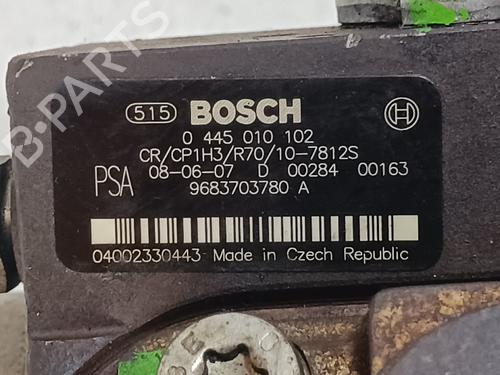 515 BOSCH
0 445 010 102
CR/CP1H3/R70/10-7812S
PSA 08-06-07 D 00284 00163
9683703780 A
04002330443 Made in Czech Republic
B-PARTS